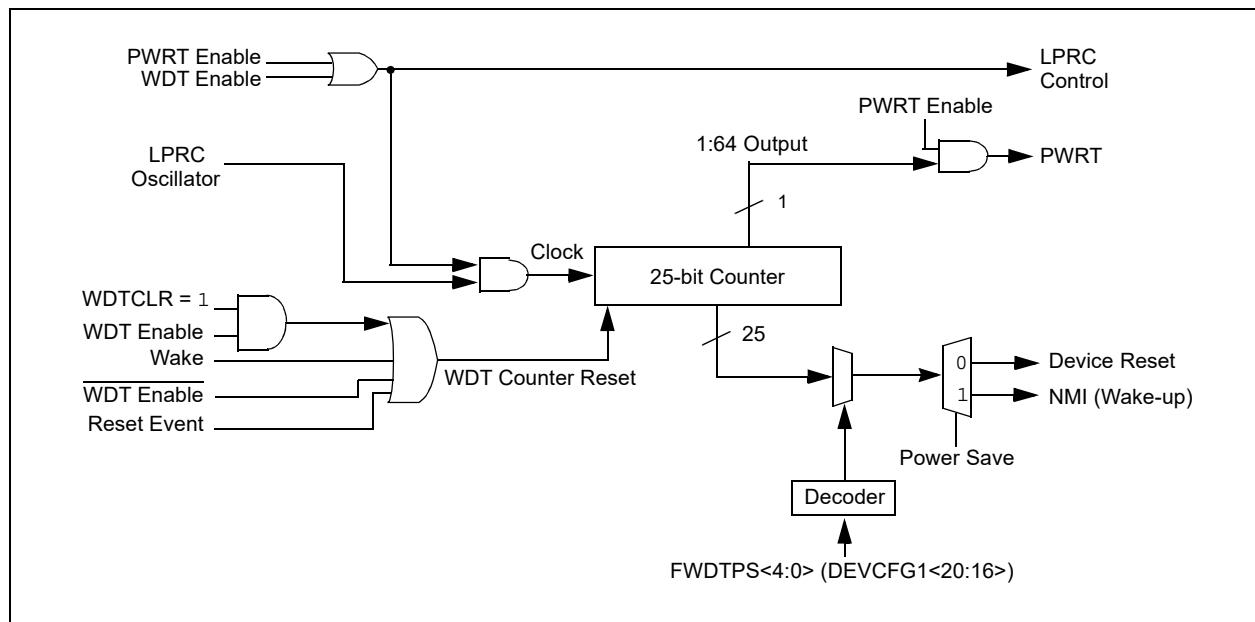 PWRT Enable
WDT Enable
LPRC
Control
PWRT Enable
1:64 Output
PWRT
LPRC
Oscillator
1
Clock
25-bit Counter
WDTCLR = 1
WDT Enable
25
Wake
WDT Counter Reset
0
Device Reset
WDT Enable
1
NMI (Wake-up)
Reset Event
Power Save
Decoder
FWDTPS<4:0> (DEVCFG1<20:16>)